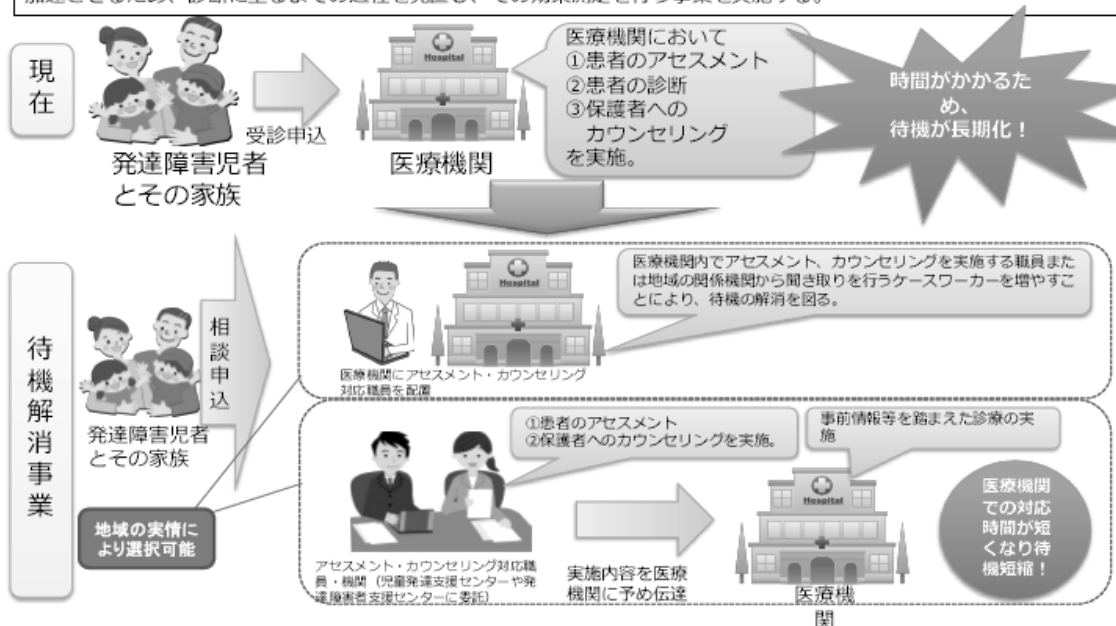 現在
発達障害児者
とその家族
受診申込
Hospital
医療機関
医療機関において
①患者のアセスメント
②患者の診断
③保護者への
カウンセリング
を実施。
時間がかかるた
め、
待機が長期化！
待機解消事業
発達障害児者
とその家族
相談申込
地域の実情に
より選択可能
Hospital
医療機関にアセスメント・カウンセリング
対応職員を配置
医療機関内でアセスメント、カウンセリングを実施する職員また
は地域の関係機関から聞き取りを行うケースワーカーを増やすこ
とにより、待機の解消を図る。
①患者のアセスメント
②保護者へのカウンセリングを実施。
アセスメント・カウンセリング対応職
員・機関（児童発達支援センターや発
達障害者支援センターに委託）
実施内容を医療
機関に予め伝達
事前情報等を踏まえた診療の実
施
Hospital
医療機
関
医療機関
での対応
時間が短
くなり待
機短縮！